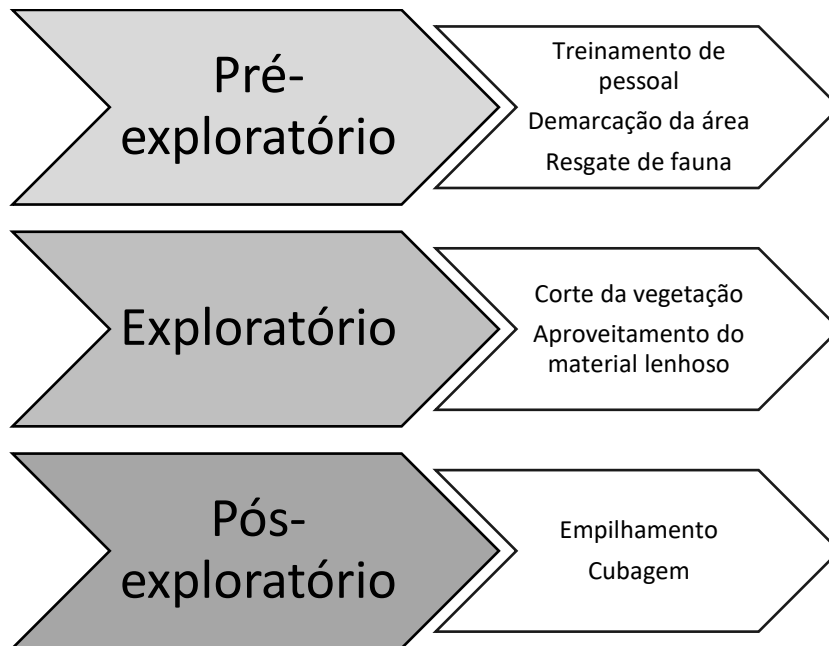 Pré-
exploratório
Treinamento de
pessoal
Demarcação da área
Resgate de fauna
Exploratório
Corte da vegetação
Aproveitamento do
material lenhoso
Pós-
exploratório
Empilhamento
Cubagem